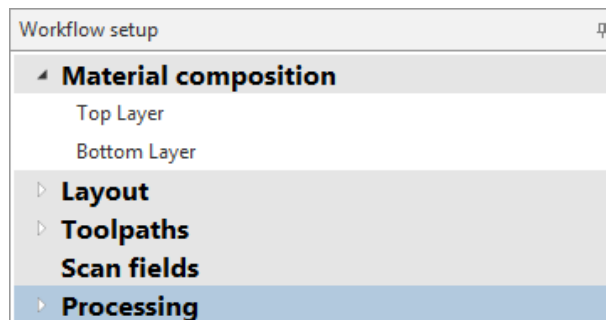 Workflow setup
Material composition
Top Layer
Bottom Layer
Layout
Toolpaths
Scan fields
Processing